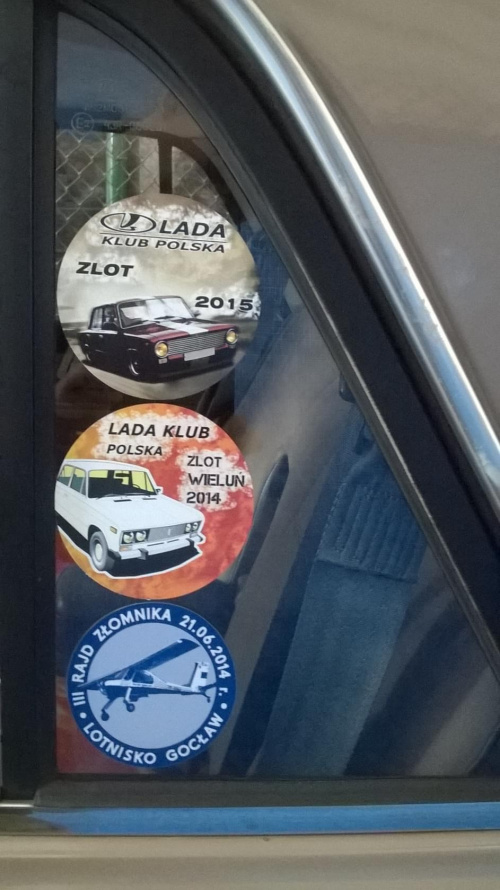 LADA
KLUB POLSKA
ZLOT
2015
LADA KLUB
POLSKA
ZLOT
WIELUŃ
2014
III RAJD ZŁOMNIKA 21.06.2014 r.
• LOTNISKO GOCŁAW •